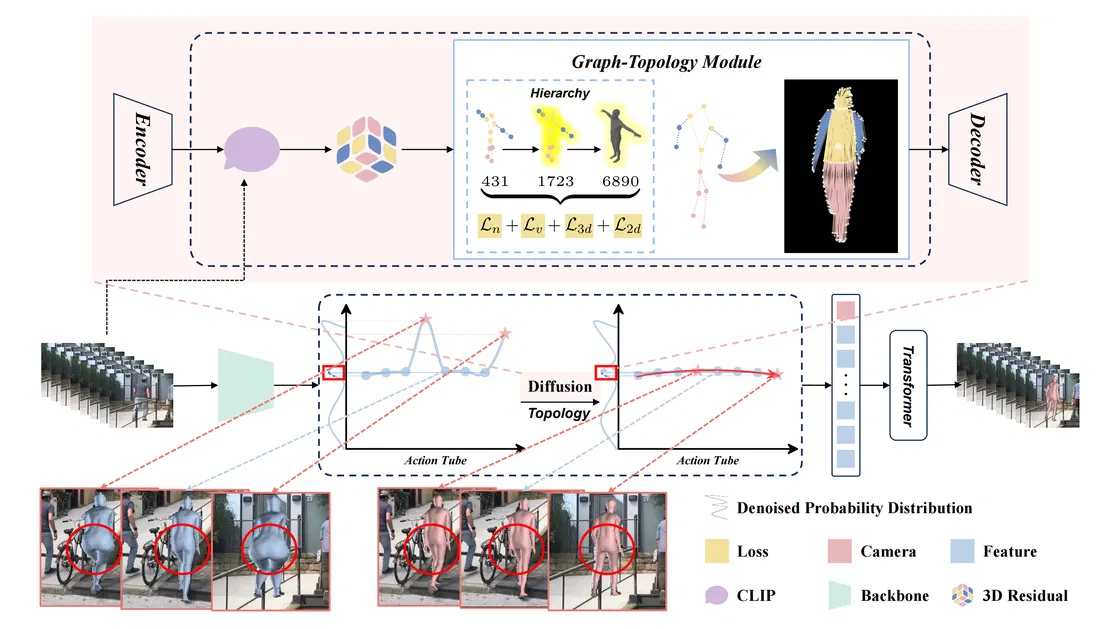 Graph-Topology Module
Hierarchy
Encoder
Decoder
431 1723 6890
ℒn + ℒv + ℒ3d + ℒ2d
Diffusion
Topology
Action Tube
Action Tube
Transformer
Denoised Probability Distribution
Loss
Camera
Feature
CLIP
Backbone
3D Residual